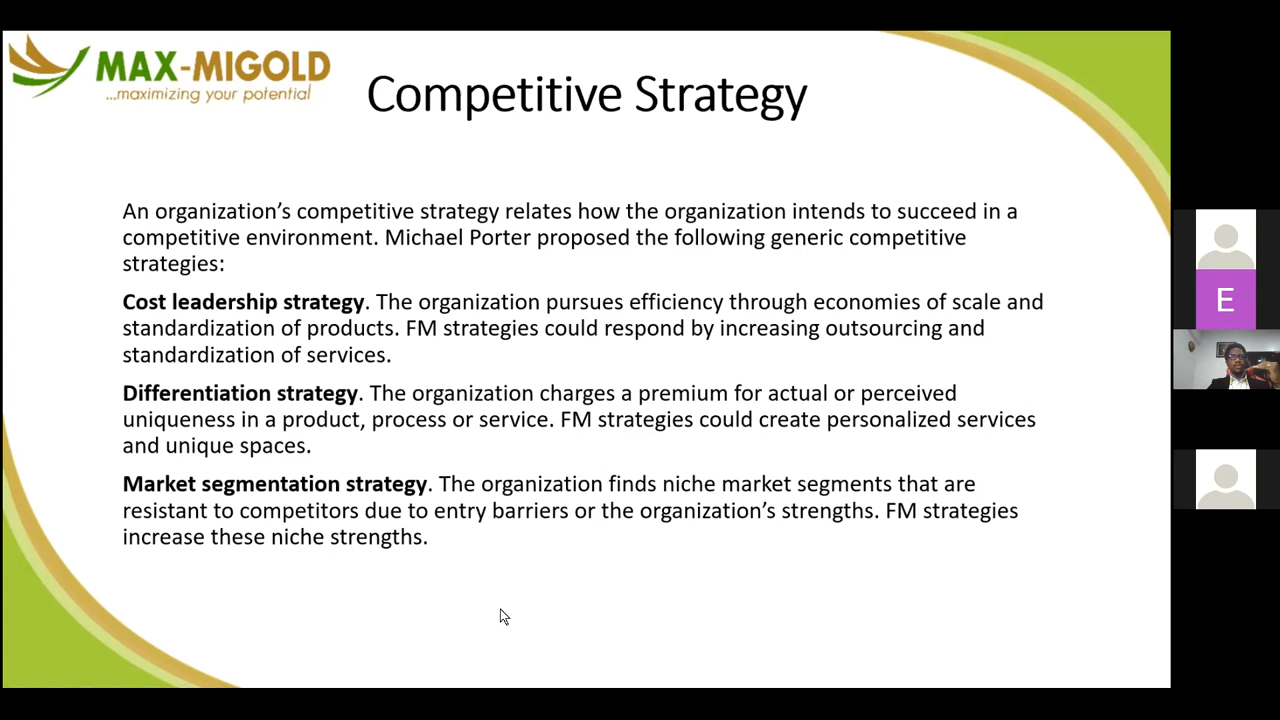 MAX-MIGOLD
...maximizing your potential
Competitive Strategy
An organization’s competitive strategy relates how the organization intends to succeed in a
competitive environment. Michael Porter proposed the following generic competitive
strategies:
Cost leadership strategy. The organization pursues efficiency through economies of scale and
standardization of products. FM strategies could respond by increasing outsourcing and
standardization of services.
Differentiation strategy. The organization charges a premium for actual or perceived
uniqueness in a product, process or service. FM strategies could create personalized services
and unique spaces.
Market segmentation strategy. The organization finds niche market segments that are
resistant to competitors due to entry barriers or the organization’s strengths. FM strategies
increase these niche strengths.
E